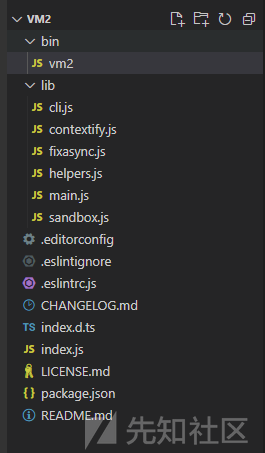 VM2
bin
JS vm2
lib
JS cli.js
JS contextify.js
JS fixasync.js
JS helpers.js
JS main.js
JS sandbox.js
.editorconfig
.eslintignore
.eslintrc.js
CHANGELOG.md
TS index.d.ts
JS index.js
LICENSE.md
{} package.json
README.md
先知社区